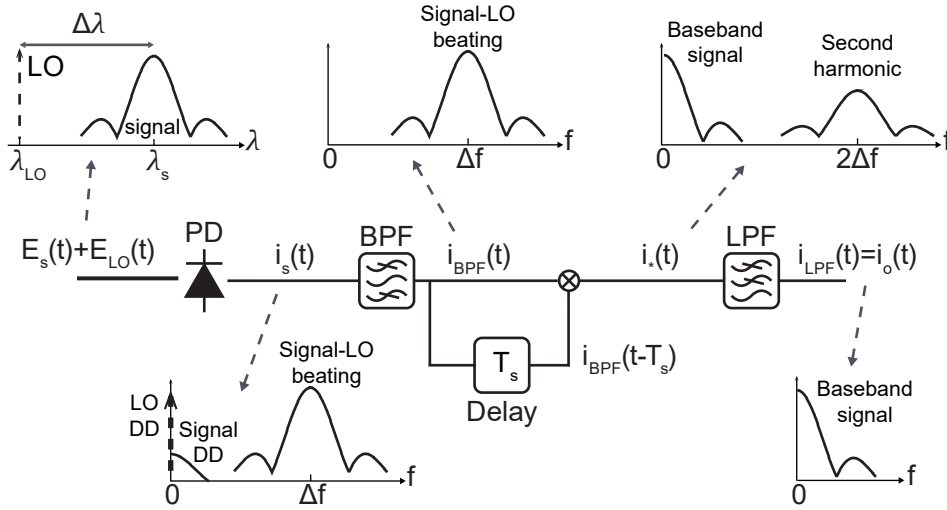 Δλ
LO
signal
λ
λLO
λs
Signal-LO
beating
0
Δf
f
Baseband
signal
Second
harmonic
0
2Δf
f
Es(t)+ELO(t)
PD
is(t)
BPF
iBPF(t)
i*(t)
LPF
iLPF(t)=io(t)
Ts
Delay
iBPF(t-Ts)
LO
DD
Signal
DD
Signal-LO
beating
0
Δf
f
Baseband
signal
0
f